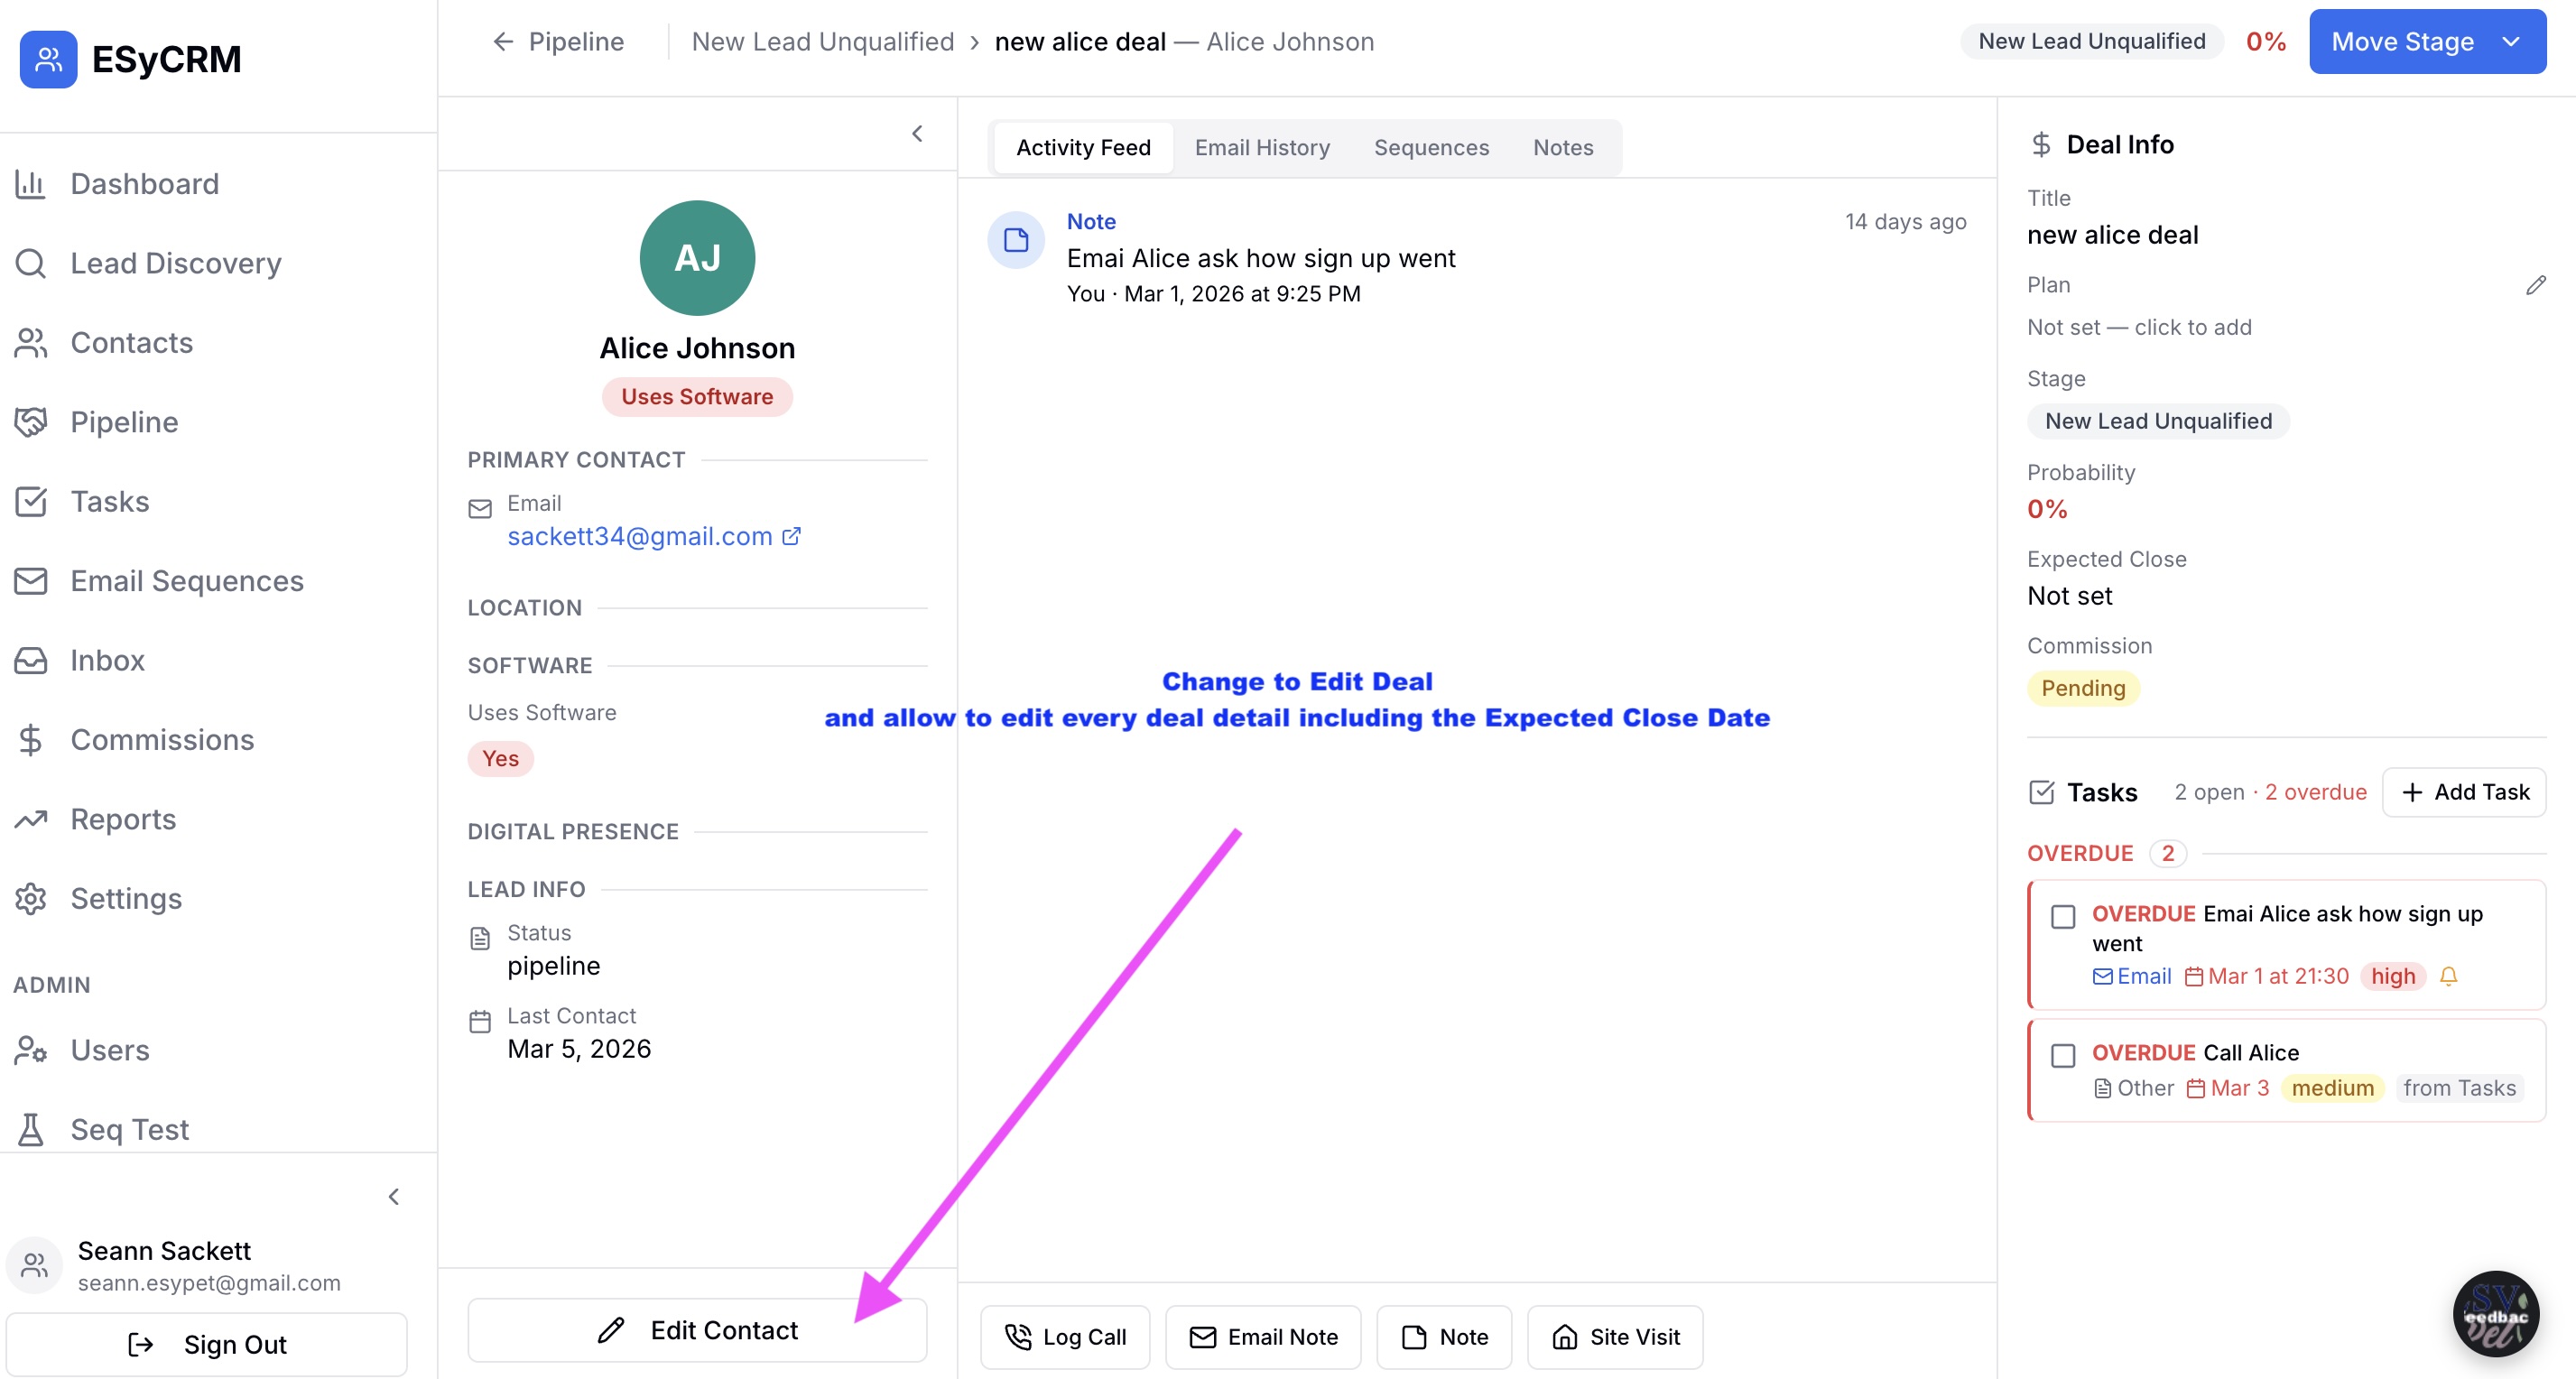 ESyCRM
Dashboard
Lead Discovery
Contacts
Pipeline
Tasks
Email Sequences
Inbox
Commissions
Reports
Settings
ADMIN
Users
Seq Test
Seann Sackett
seann.esypet@gmail.com
Sign Out
Pipeline
New Lead Unqualified › new alice deal — Alice Johnson
New Lead Unqualified 0% Move Stage
AJ
Alice Johnson
Uses Software
PRIMARY CONTACT
Email
sackett34@gmail.com
LOCATION
SOFTWARE
Uses Software
Yes
DIGITAL PRESENCE
LEAD INFO
Status
pipeline
Last Contact
Mar 5, 2026
Edit Contact
Activity Feed Email History Sequences Notes
Note 14 days ago
Emai Alice ask how sign up went
You · Mar 1, 2026 at 9:25 PM
Change to Edit Deal
and allow to edit every deal detail including the Expected Close Date
Log Call Email Note Note Site Visit
Deal Info
Title
new alice deal
Plan
Not set — click to add
Stage
New Lead Unqualified
Probability
0%
Expected Close
Not set
Commission
Pending
Tasks 2 open · 2 overdue + Add Task
OVERDUE 2
OVERDUE Emai Alice ask how sign up
went
Email Mar 1 at 21:30 high
OVERDUE Call Alice
Other Mar 3 medium from Tasks